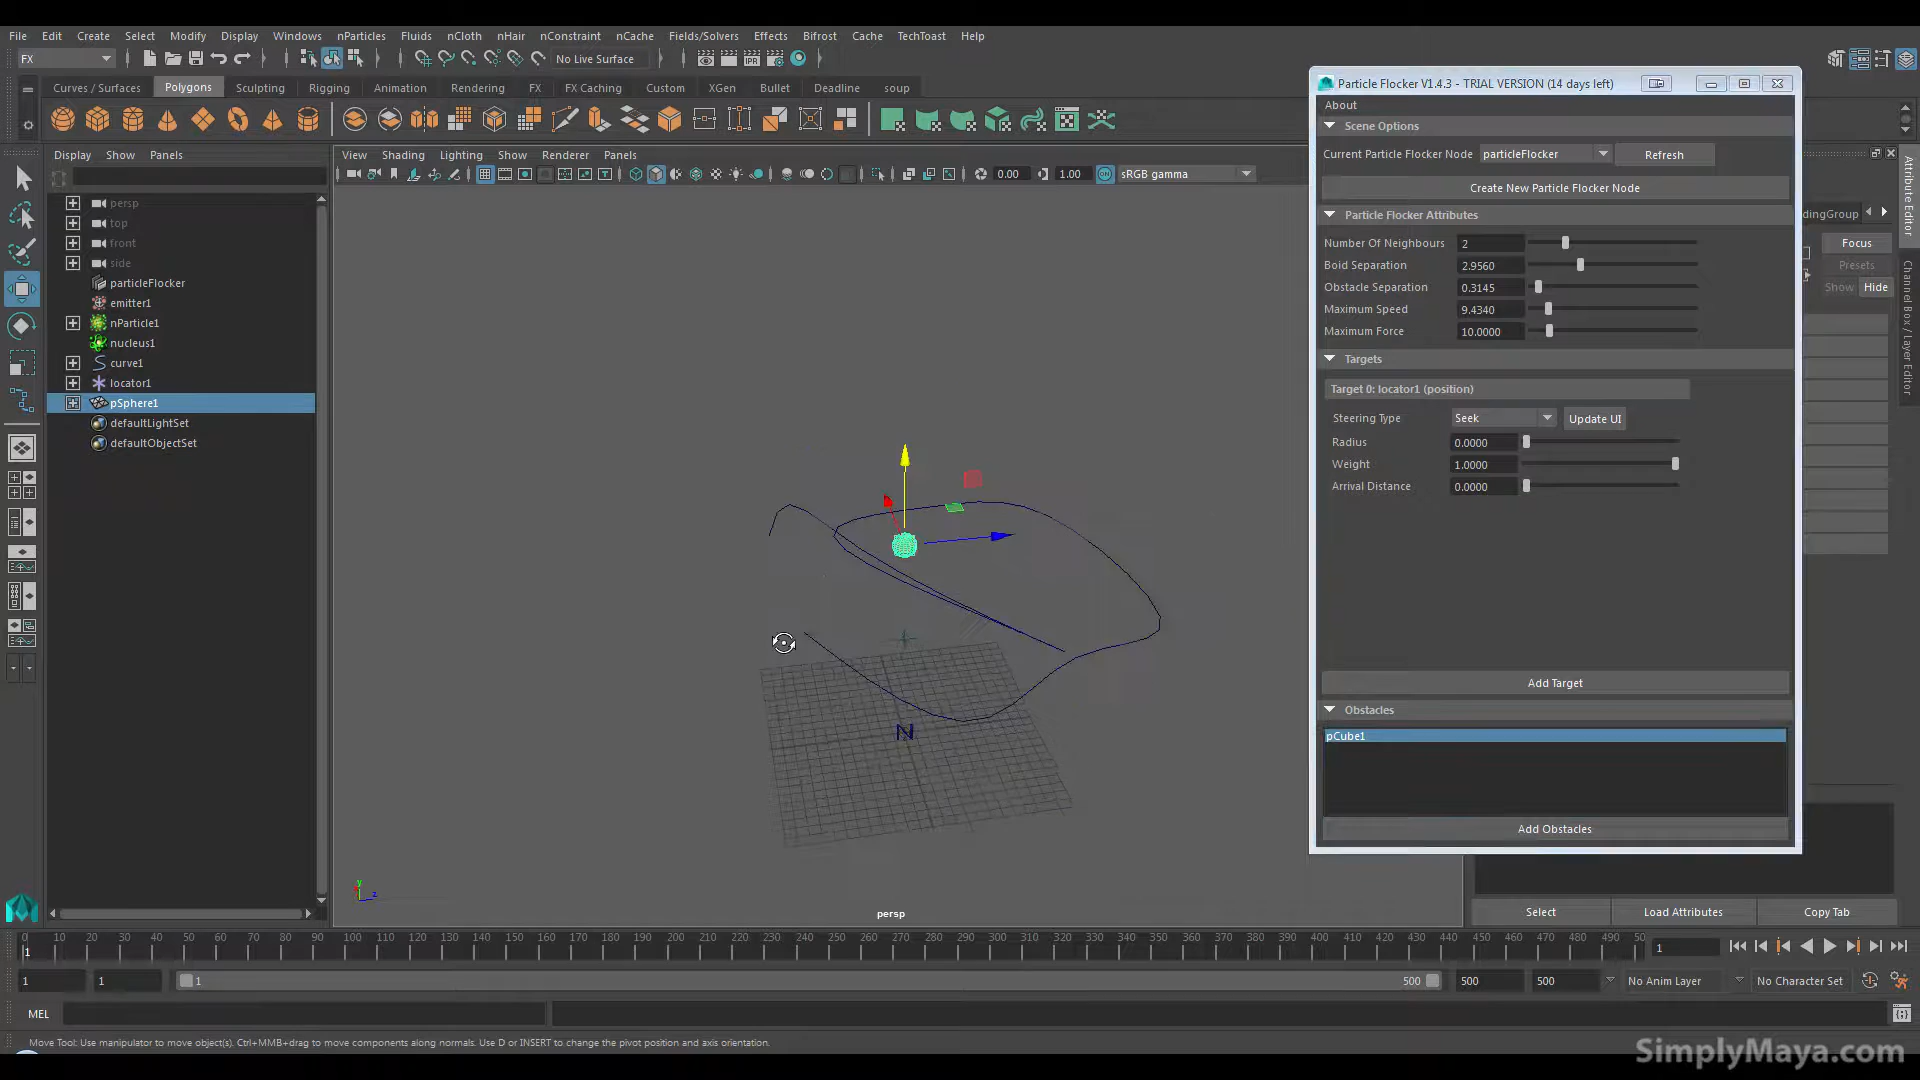 File Edit Create Select Modify Display Windows nParticles Fluids nCloth nHair nConstraint nCache Fields/Solvers Effects Bifrost Cache TechToast Help
FX No Live Surface
Curves / Surfaces Polygons Sculpting Rigging Animation Rendering FX FX Caching Custom XGen Bullet Deadline soup
Display Show Panels
View Shading Lighting Show Renderer Panels
0.00 1.00 sRGB gamma
persp
top
front
side
particleFlocker
emitter1
nParticle1
nucleus1
curve1
locator1
pSphere1
defaultLightSet
defaultObjectSet
N
y
z
persp
Particle Flocker V1.4.3 - TRIAL VERSION (14 days left)
About
Scene Options
Current Particle Flocker Node particleFlocker Refresh
Create New Particle Flocker Node
Particle Flocker Attributes
Number Of Neighbours 2
Boid Separation 2.9560
Obstacle Separation 0.3145
Maximum Speed 9.4340
Maximum Force 10.0000
Targets
Target 0: locator1 (position)
Steering Type Seek Update UI
Radius 0.0000
Weight 1.0000
Arrival Distance 0.0000
Add Target
Obstacles
pCube1
Add Obstacles
dingGroup
Focus
Presets
Show Hide
Attribute Editor
Channel Box / Layer Editor
Select Load Attributes Copy Tab
0 10 20 30 40 50 60 70 80 90 100 110 120 130 140 150 160 170 180 190 200 210 220 230 240 250 260 270 280 290 300 310 320 330 340 350 360 370 380 390 400 410 420 430 440 450 460 470 480 490 50
1 1
1 1 1 500 500 500 No Anim Layer No Character Set
MEL
Move Tool: Use manipulator to move object(s). Ctrl+MMB+drag to move components along normals. Use D or INSERT to change the pivot position and axis orientation.
SimplyMaya.com